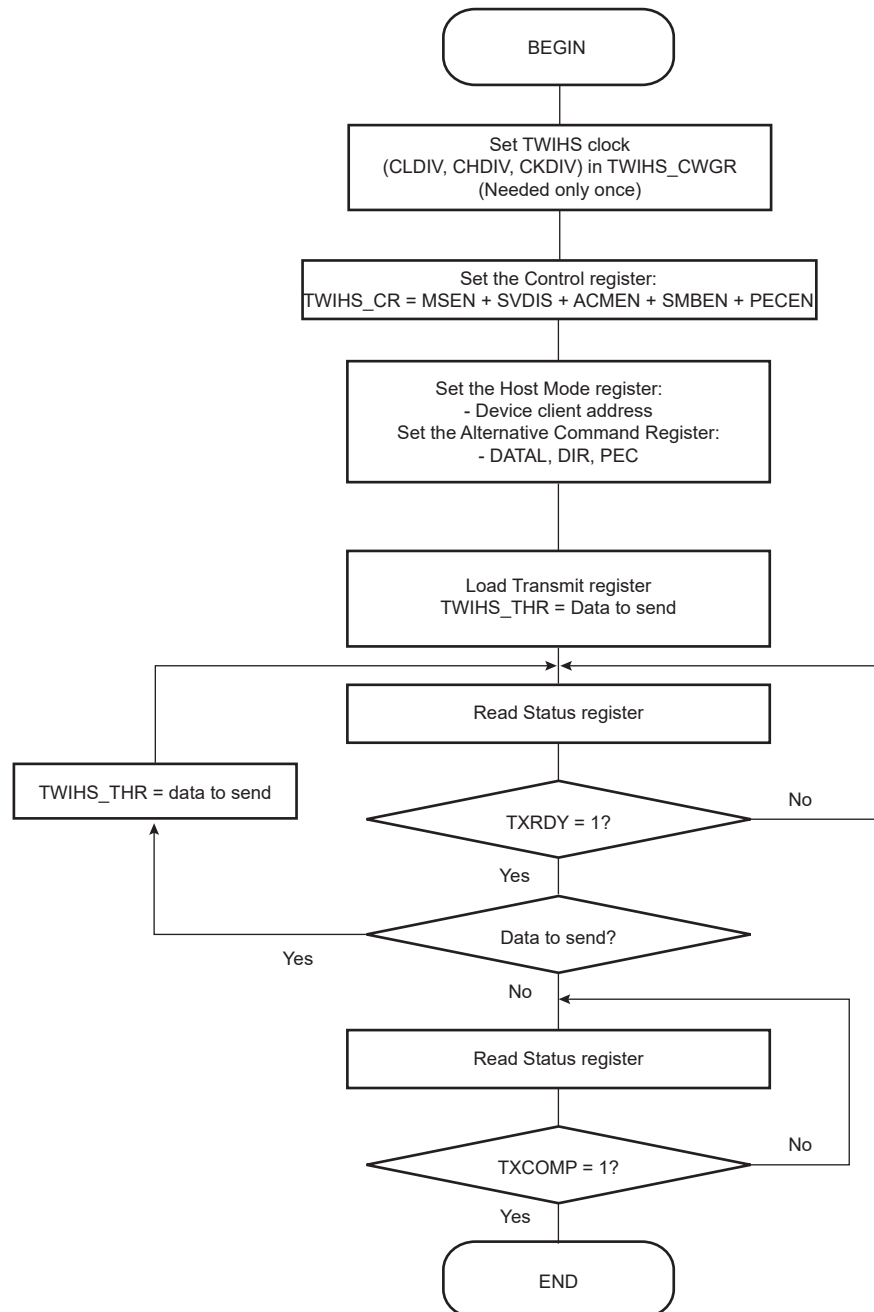 BEGIN
Set TWIHS clock
(CLDIV, CHDIV, CKDIV) in TWIHS_CWGR
(Needed only once)
Set the Control register:
TWIHS_CR = MSEN + SVDIS + ACMEN + SMBEN + PECEN
Set the Host Mode register:
- Device client address
Set the Alternative Command Register:
- DATAL, DIR, PEC
Load Transmit register
TWIHS_THR = Data to send
Read Status register
TWIHS_THR = data to send
TXRDY = 1?
No
Yes
Data to send?
Yes
No
Read Status register
TXCOMP = 1?
No
Yes
END